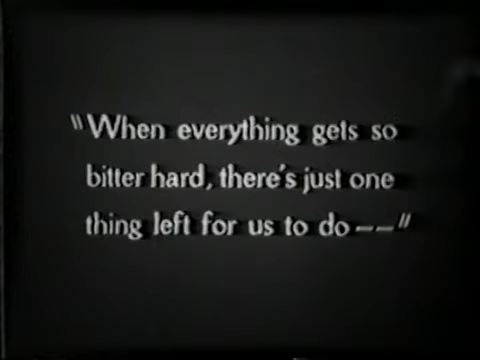 "When everything gets so
bitter hard, there's just one
thing left for us to do——"